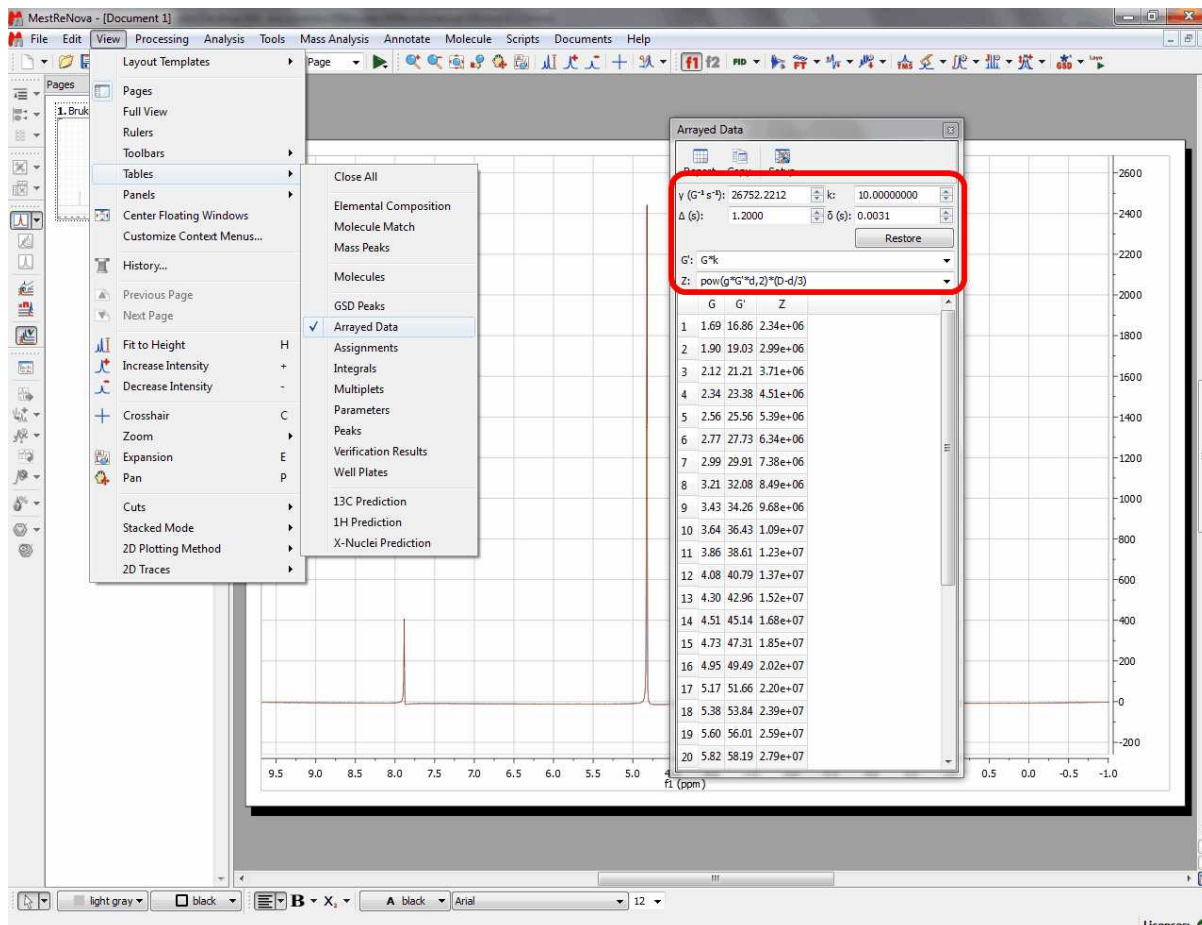 MestReNova - [Document 1]
File Edit View Processing Analysis Tools Mass Analysis Annotate Molecule Scripts Documents Help
Page f1 f2 FID FT TMS GSD
Pages
1. Bruk
Layout Templates
Pages
Full View
Rulers
Toolbars
Tables
Panels
Center Floating Windows
Customize Context Menus...
History...
Previous Page
Next Page
Fit to Height H
Increase Intensity +
Decrease Intensity -
Crosshair C
Zoom
Expansion E
Pan P
Cuts
Stacked Mode
2D Plotting Method
2D Traces
Close All
Elemental Composition
Molecule Match
Mass Peaks
Molecules
GSD Peaks
Arrayed Data
Assignments
Integrals
Multiplets
Parameters
Peaks
Verification Results
Well Plates
13C Prediction
1H Prediction
X-Nuclei Prediction
Arrayed Data
Report Copy Setup
γ (G⁻¹ s⁻¹): 26752.2212 k: 10.00000000
Δ (s): 1.2000 δ (s): 0.0031
Restore
G': G*k
Z: pow(g*G'*d,2)*(D-d/3)
G G' Z
1 1.69 16.86 2.34e+06
2 1.90 19.03 2.99e+06
3 2.12 21.21 3.71e+06
4 2.34 23.38 4.51e+06
5 2.56 25.56 5.39e+06
6 2.77 27.73 6.34e+06
7 2.99 29.91 7.38e+06
8 3.21 32.08 8.49e+06
9 3.43 34.26 9.68e+06
10 3.64 36.43 1.09e+07
11 3.86 38.61 1.23e+07
12 4.08 40.79 1.37e+07
13 4.30 42.96 1.52e+07
14 4.51 45.14 1.68e+07
15 4.73 47.31 1.85e+07
16 4.95 49.49 2.02e+07
17 5.17 51.66 2.20e+07
18 5.38 53.84 2.39e+07
19 5.60 56.01 2.59e+07
20 5.82 58.19 2.79e+07
2600
2400
2200
2000
1800
1600
1400
1200
1000
800
600
400
200
0
-200
9.5 9.0 8.5 8.0 7.5 7.0 6.5 6.0 5.5 5.0 0.5 0.0 -0.5 -1.0
f1 (ppm)
light gray black B X A black Arial 12